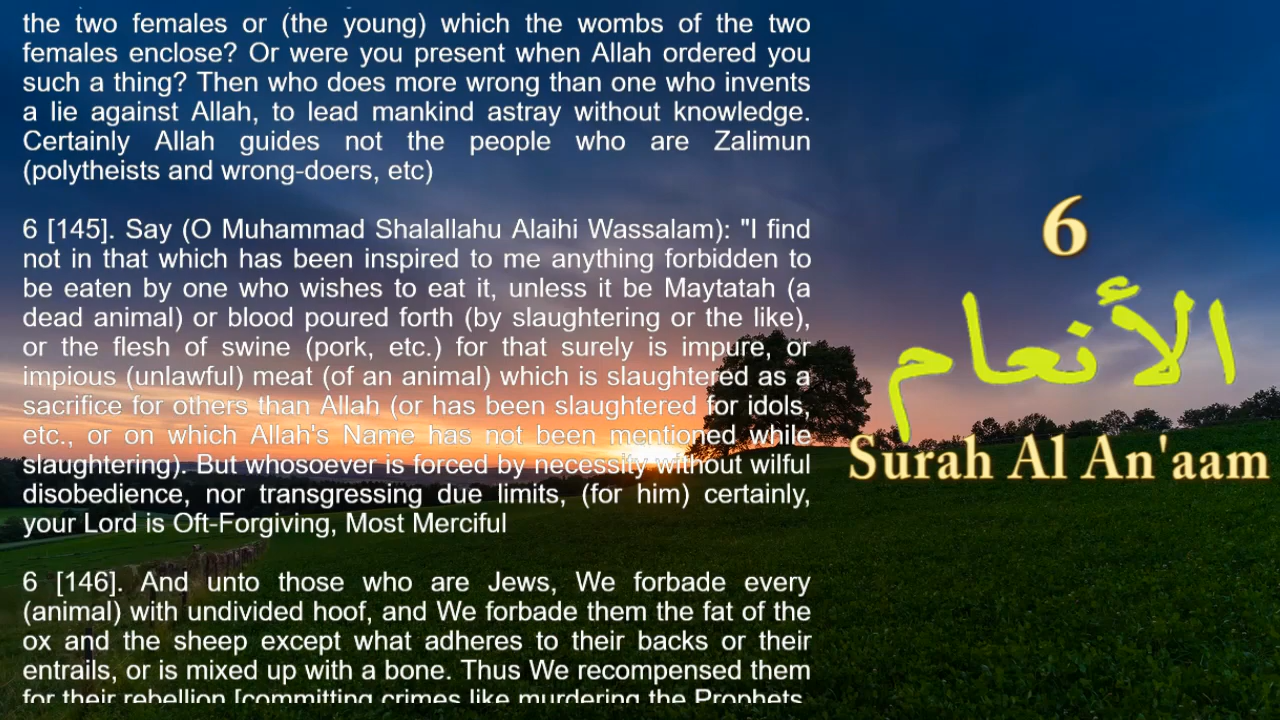 the two females or (the young) which the wombs of the two
females enclose? Or were you present when Allah ordered you
such a thing? Then who does more wrong than one who invents
a lie against Allah, to lead mankind astray without knowledge.
Certainly Allah guides not the people who are Zalimun
(polytheists and wrong-doers, etc)
6 [145]. Say (O Muhammad Shalallahu Alaihi Wassalam): "I find
not in that which has been inspired to me anything forbidden to
be eaten by one who wishes to eat it, unless it be Maytatah (a
dead animal) or blood poured forth (by slaughtering or the like),
or the flesh of swine (pork, etc.) for that surely is impure, or
impious (unlawful) meat (of an animal) which is slaughtered as a
sacrifice for others than Allah (or has been slaughtered for idols,
etc., or on which Allah's Name has not been mentioned while
slaughtering). But whosoever is forced by necessity without wilful
disobedience, nor transgressing due limits, (for him) certainly,
your Lord is Oft-Forgiving, Most Merciful
6 [146]. And unto those who are Jews, We forbade every
(animal) with undivided hoof, and We forbade them the fat of the
ox and the sheep except what adheres to their backs or their
entrails, or is mixed up with a bone. Thus We recompensed them
for their rebellion [committing crimes like murdering the Prophets,
6
الأنعام
Surah Al An'aam